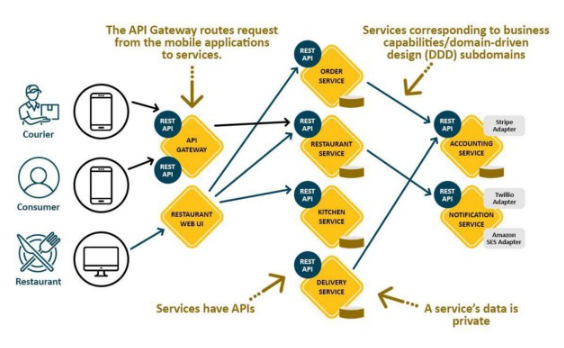 The API Gateway routes request
from the mobile applications
to services.
Services corresponding to business
capabilities/domain-driven
design (DDD) subdomains
REST
API
ORDER
SERVICE
Courier
REST
API
API
GATEWAY
REST
API
REST
API
RESTAURANT
SERVICE
REST
API
Stripe
Adapter
ACCOUNTING
SERVICE
Consumer
RESTAURANT
WEB UI
REST
API
KITCHEN
SERVICE
REST
API
Twillio
Adapter
NOTIFICATION
SERVICE
Amazon
SES Adapter
Restaurant
REST
API
DELIVERY
SERVICE
Services have APIs
A service's data is
private